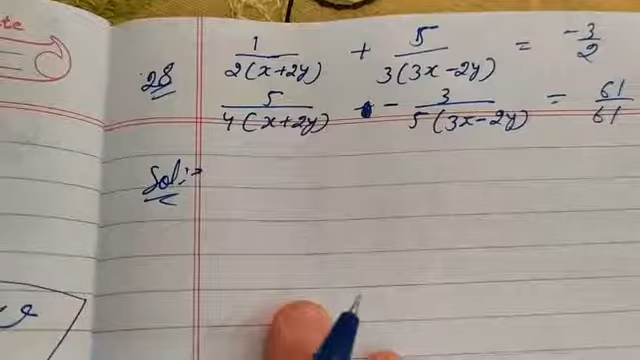 te
28 1/2(x+2y) + 5/3(3x-2y) = -3/2
5/4(x+2y) - 3/5(3x-2y) = 61/61
Sol:-